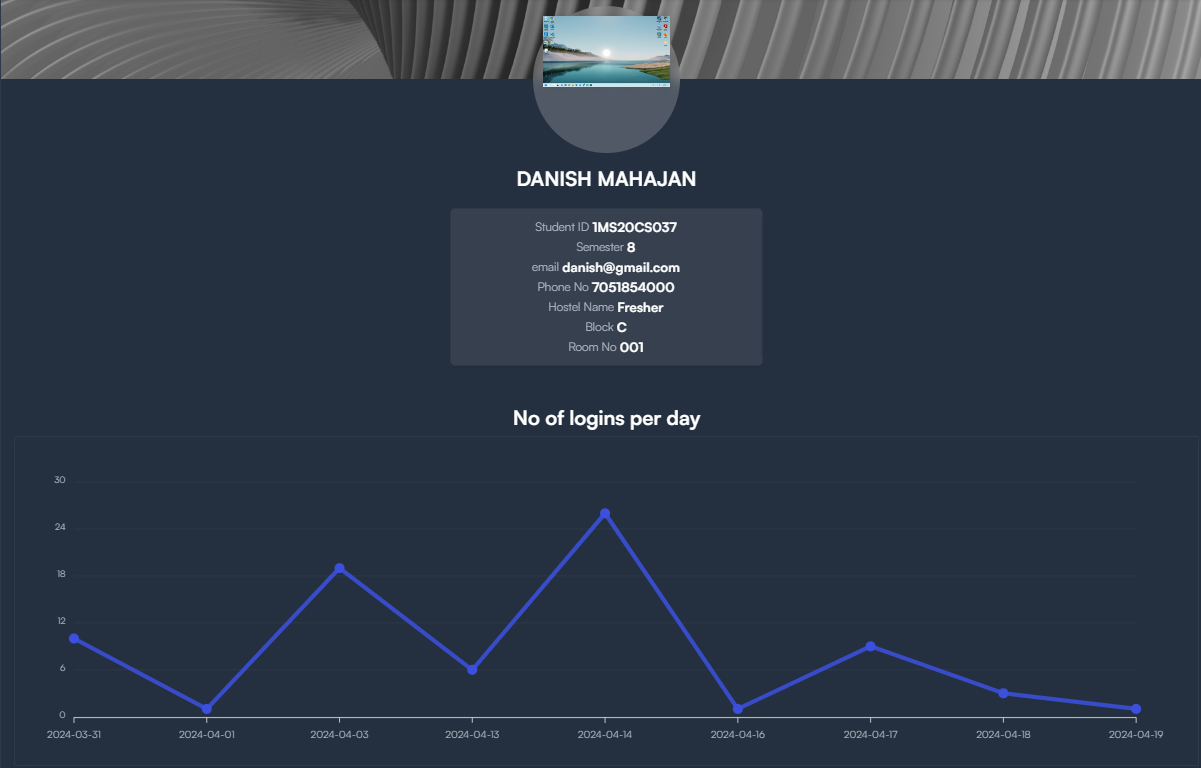 DANISH MAHAJAN
Student ID 1MS20CS037
Semester 8
email danish@gmail.com
Phone No 7051854000
Hostel Name Fresher
Block C
Room No 001
No of logins per day
30
24
18
12
6
0
2024-03-31 2024-04-01 2024-04-03 2024-04-13 2024-04-14 2024-04-16 2024-04-17 2024-04-18 2024-04-19